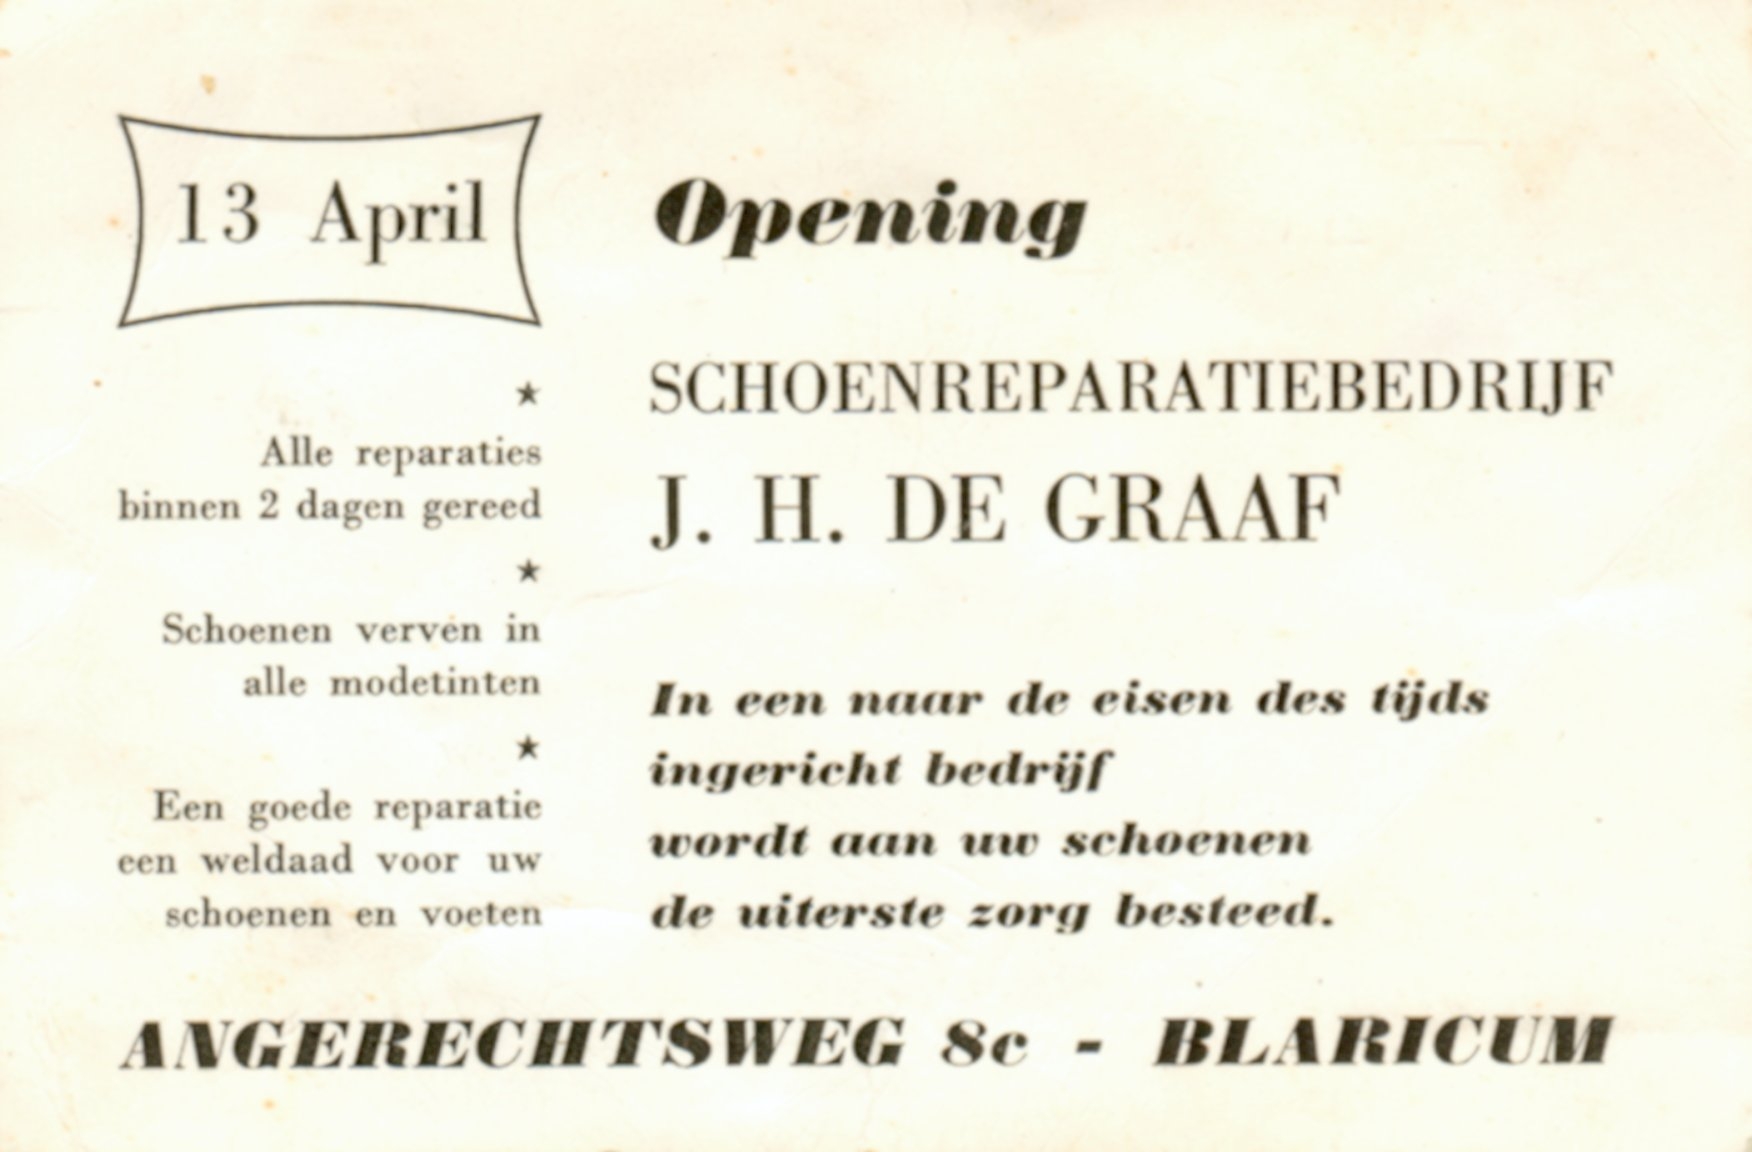 13 April
★
Alle reparaties
binnen 2 dagen gereed
★
Schoenen verven in
alle modetinten
★
Een goede reparatie
een weldaad voor uw
schoenen en voeten
Opening
SCHOENREPARATIEBEDRIJF
J. H. DE GRAAF
In een naar de eisen des tijds
ingericht bedrijf
wordt aan uw schoenen
de uiterste zorg besteed.
ANGERECHTSWEG 8c - BLARICUM